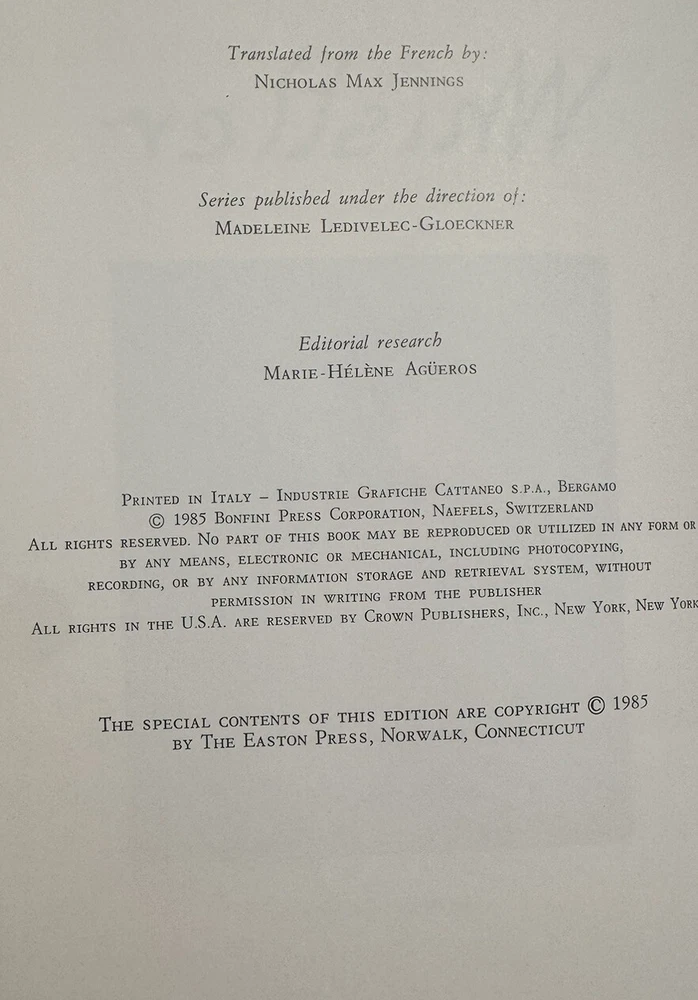 Translated from the French by:
Nicholas Max Jennings
Series published under the direction of:
Madeleine Ledivelec-Gloeckner
Editorial research
Marie-Hélène Agüeros
Printed in Italy – Industrie Grafiche Cattaneo s.p.a., Bergamo
© 1985 Bonfini Press Corporation, Naefels, Switzerland
All rights reserved. No part of this book may be reproduced or utilized in any form or
by any means, electronic or mechanical, including photocopying,
recording, or by any information storage and retrieval system, without
permission in writing from the publisher
All rights in the U.S.A. are reserved by Crown Publishers, Inc., New York, New York
The special contents of this edition are copyright © 1985
by The Easton Press, Norwalk, Connecticut